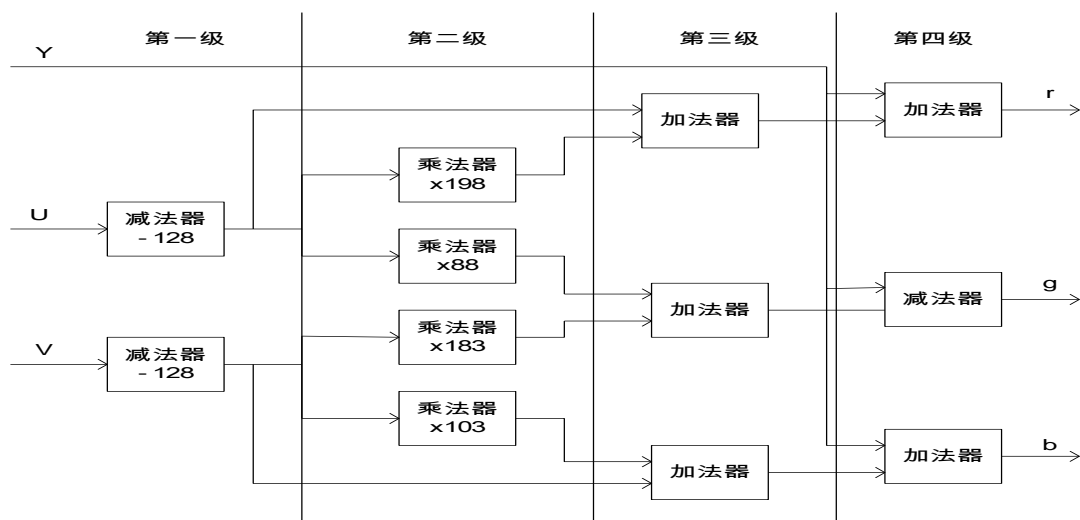 第一级
第二级
第三级
第四级
Y
r
加法器
加法器
乘法器
x198
U
减法器
- 128
乘法器
x88
g
加法器
减法器
乘法器
x183
V
减法器
- 128
乘法器
x103
b
加法器
加法器